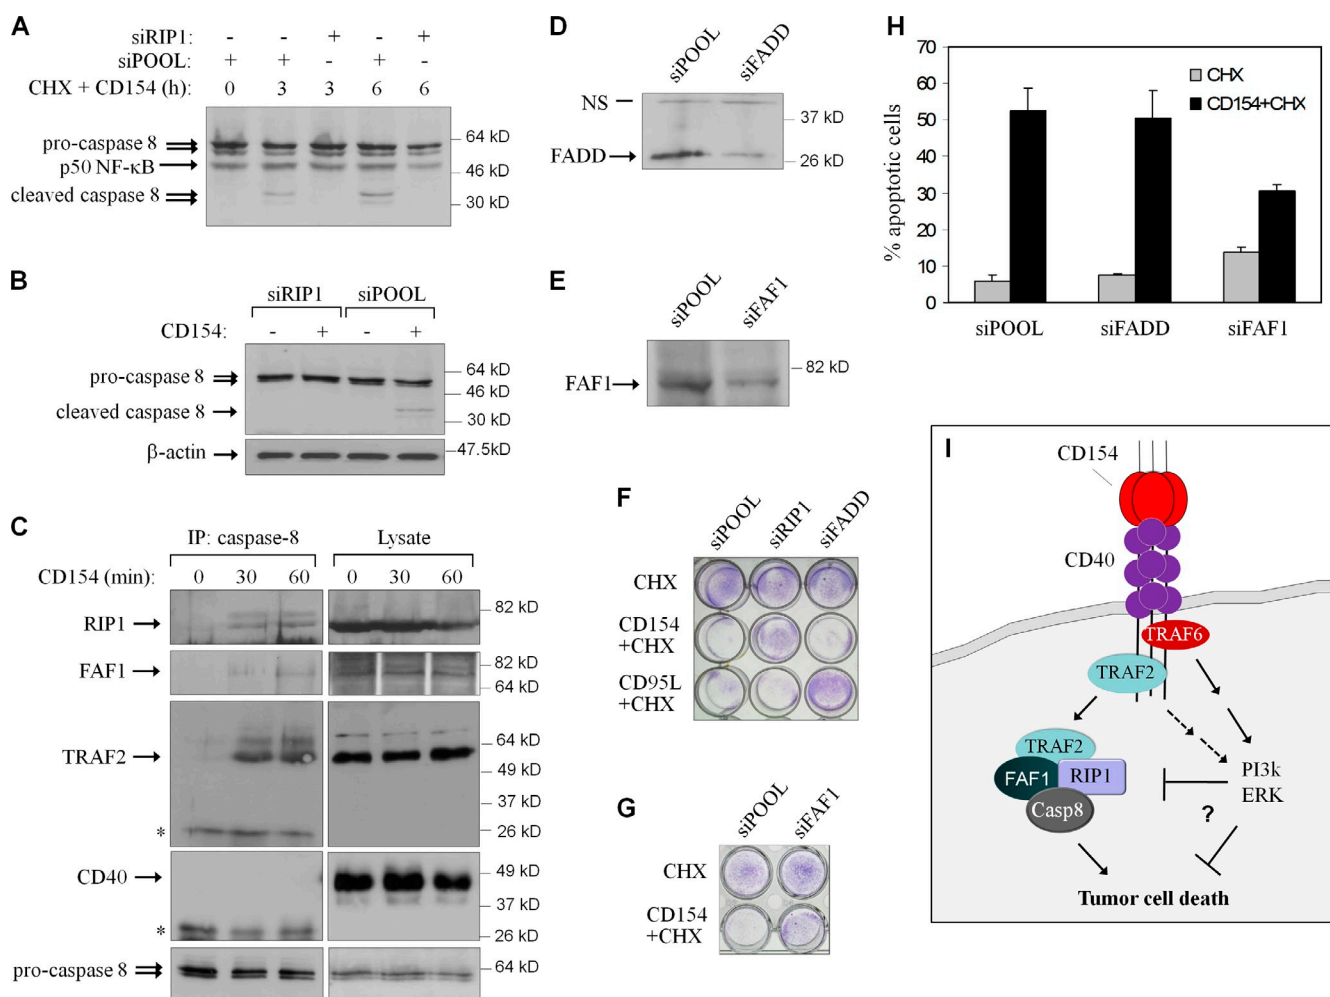 A
siRIP1: - - + - +
siPOOL: + + - + -
CHX + CD154 (h): 0 3 3 6 6
pro-caspase 8
64 kD
p50 NF-κB
46 kD
cleaved caspase 8
30 kD
B
siRIP1 siPOOL
CD154: - + - +
pro-caspase 8
64 kD
46 kD
cleaved caspase 8
30 kD
β-actin
47.5kD
C
IP: caspase-8 Lysate
CD154 (min): 0 30 60 0 30 60
RIP1
82 kD
FAF1
82 kD
64 kD
TRAF2
64 kD
49 kD
37 kD
* 26 kD
CD40
49 kD
37 kD
* 26 kD
pro-caspase 8
64 kD
D
siPOOL siFADD
NS
37 kD
FADD
26 kD
E
siPOOL siFAF1
82 kD
FAF1
F
siPOOL siRIP1 siFADD
CHX
CD154
+CHX
CD95L
+CHX
G
siPOOL siFAF1
CHX
CD154
+CHX
H
% apoptotic cells
70
60
50
40
30
20
10
0
CHX
CD154+CHX
siPOOL siFADD siFAF1
I
CD154
CD40
TRAF6
TRAF2
TRAF2
FAF1 RIP1
Casp8
PI3k
ERK
?
Tumor cell death